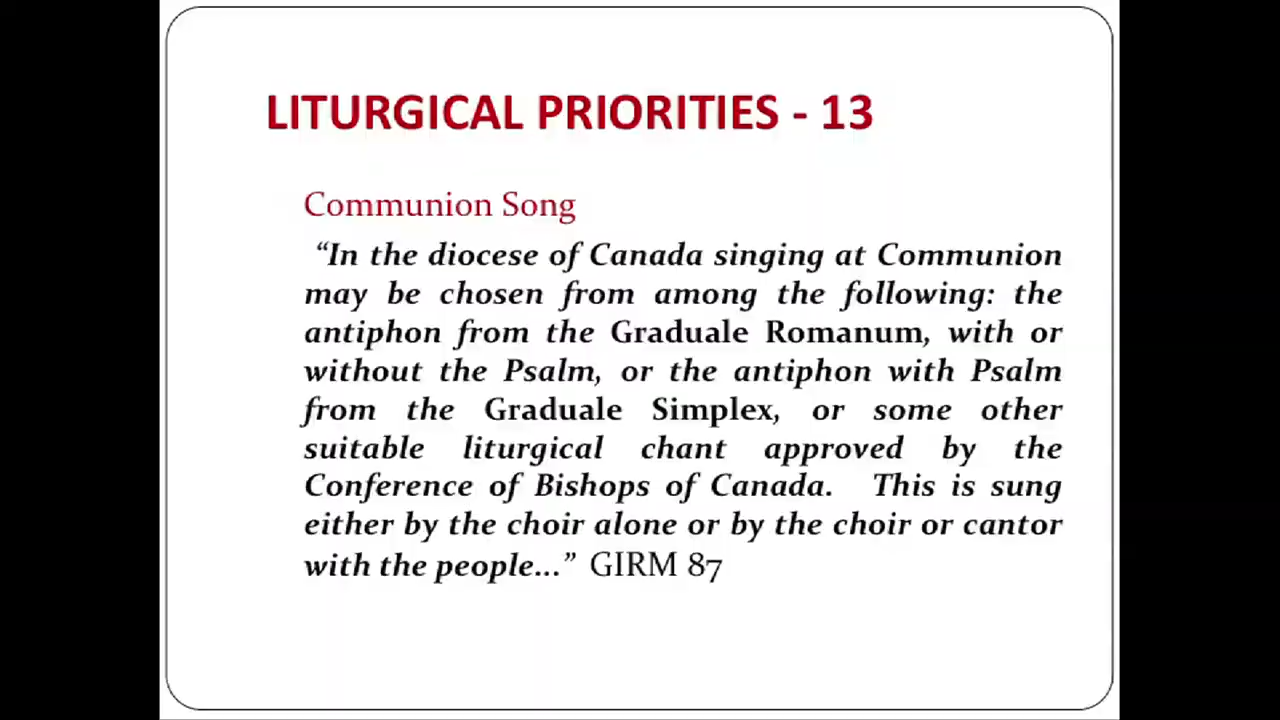 LITURGICAL PRIORITIES - 13
Communion Song
“In the diocese of Canada singing at Communion
may be chosen from among the following: the
antiphon from the Graduale Romanum, with or
without the Psalm, or the antiphon with Psalm
from the Graduale Simplex, or some other
suitable liturgical chant approved by the
Conference of Bishops of Canada. This is sung
either by the choir alone or by the choir or cantor
with the people...” GIRM 87